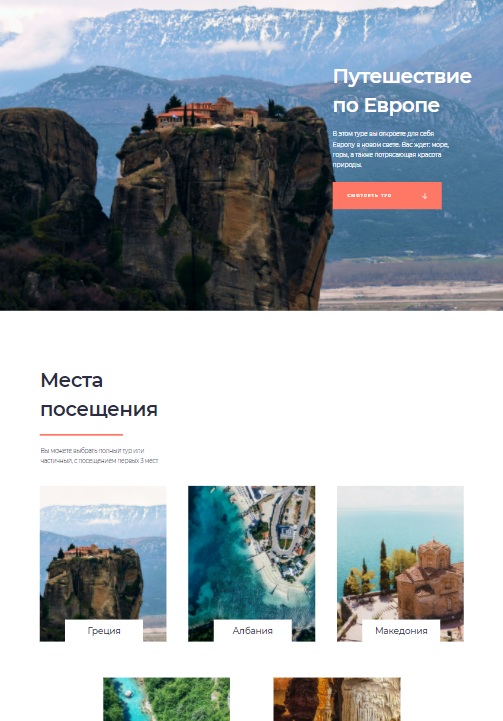 Путешествие
по Европе
В этом туре вы откроете для себя
Европу в новом свете. Вас ждет: море,
горы, а также потрясающая красота
природы.
СМОТРЕТЬ ТУР
Места
посещения
Вы можете выбрать полный тур или
частичный, с посещением первых 3 мест
Греция
Албания
Македония